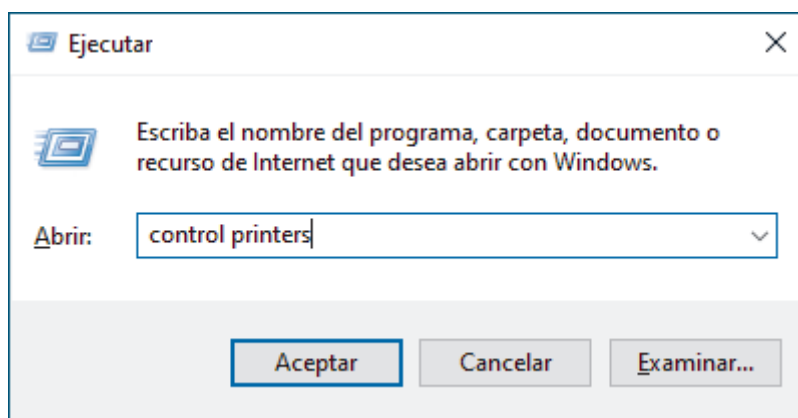 Ejecutar
Escriba el nombre del programa, carpeta, documento o
recurso de Internet que desea abrir con Windows.
Abrir: control printers
Aceptar Cancelar Examinar...